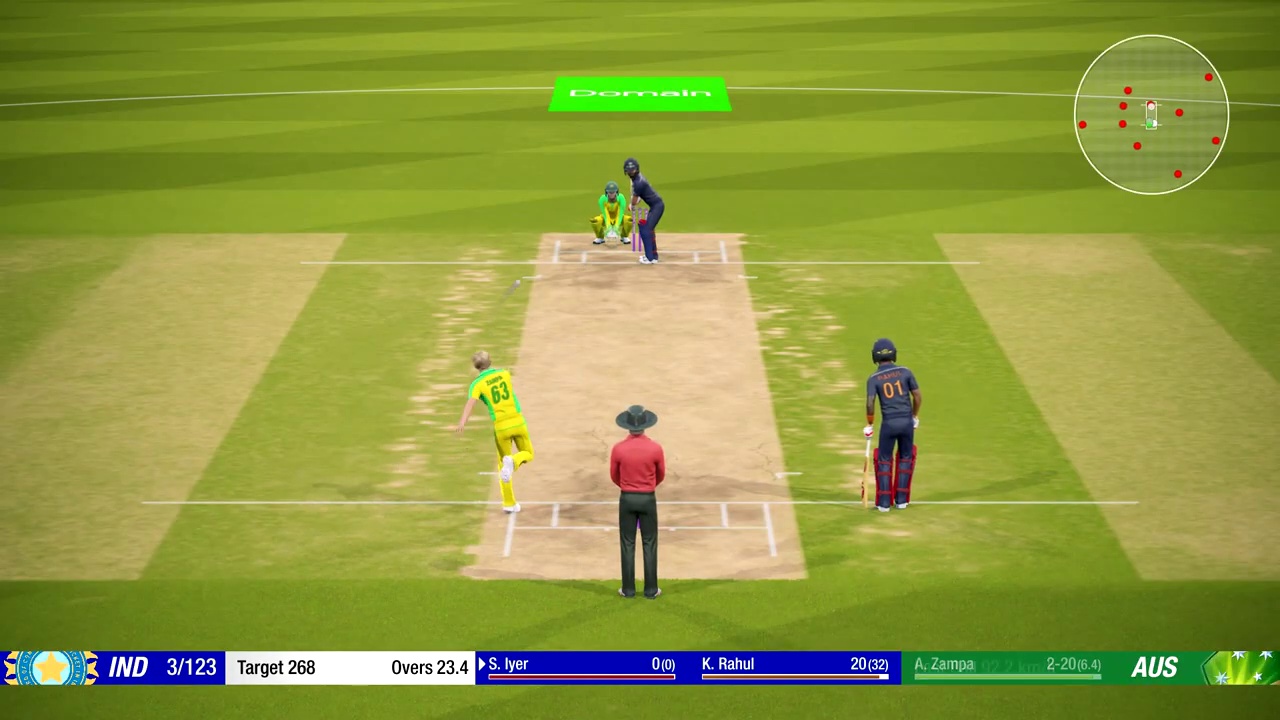 Domain
ZAMPA
63
01
IND 3/123 Target 268 Overs 23.4 S. Iyer 0(0) K. Rahul 20(32) A. Zampa 2-20(6.4) AUS